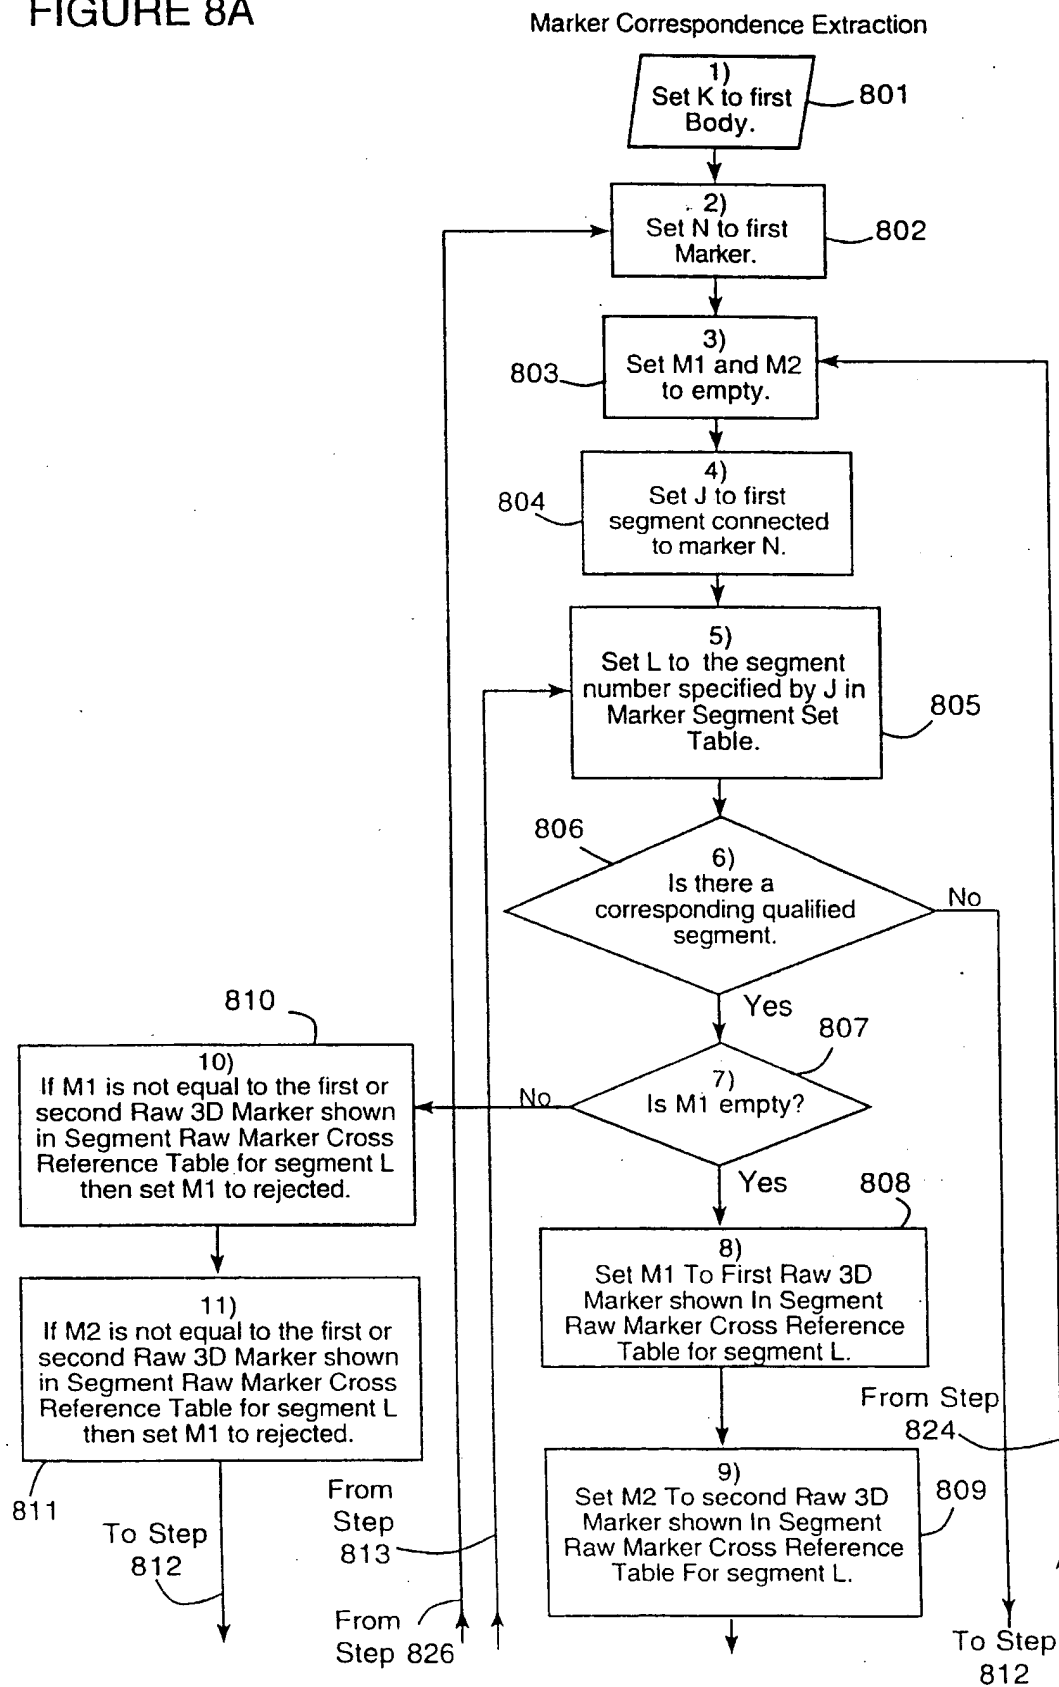 FIGURE 8A
Marker Correspondence Extraction
1)
Set K to first
Body.
801
2)
Set N to first
Marker.
802
3)
Set M1 and M2
to empty.
803
4)
Set J to first
segment connected
to marker N.
804
5)
Set L to the segment
number specified by J in
Marker Segment Set
Table.
805
806
6)
Is there a
corresponding qualified
segment.
No
Yes
807
7)
Is M1 empty?
No
Yes
810
10)
If M1 is not equal to the first or
second Raw 3D Marker shown
in Segment Raw Marker Cross
Reference Table for segment L
then set M1 to rejected.
808
8)
Set M1 To First Raw 3D
Marker shown In Segment
Raw Marker Cross Reference
Table for segment L.
11)
If M2 is not equal to the first or
second Raw 3D Marker shown
in Segment Raw Marker Cross
Reference Table for segment L
then set M1 to rejected.
811
From Step
824
9)
Set M2 To second Raw 3D
Marker shown In Segment
Raw Marker Cross Reference
Table For segment L.
809
To Step
812
From
Step
813
From
Step 826
To Step
812